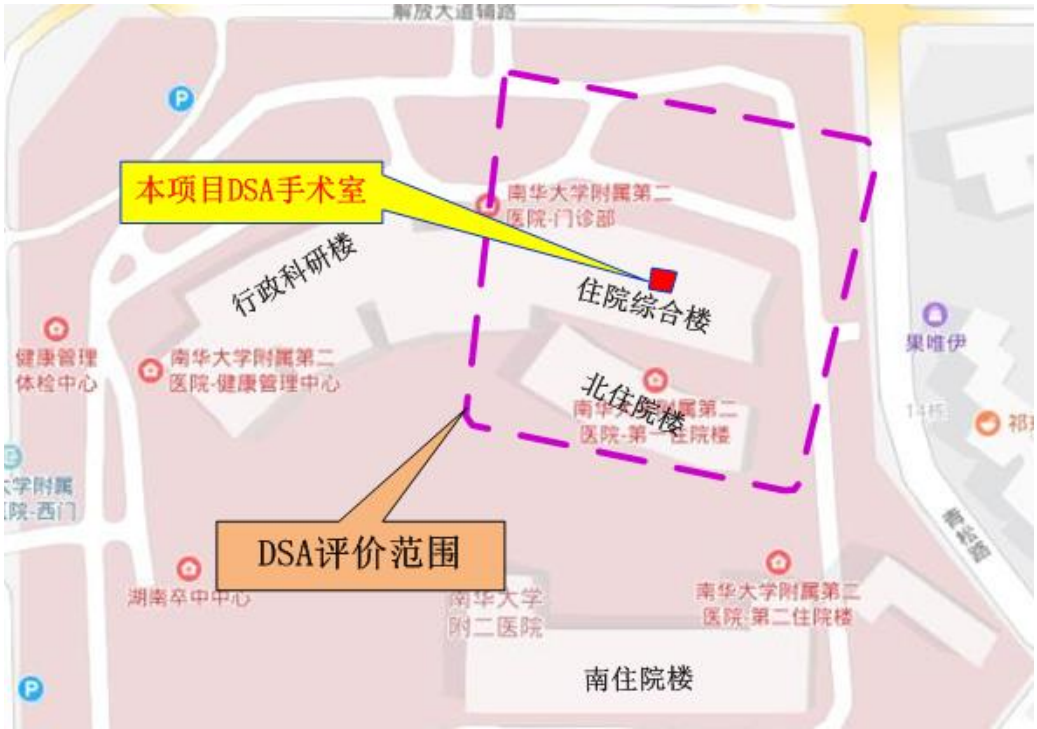 解放大道辅路
P
本项目DSA手术室
南华大学附属第二
医院-门诊部
行政科研楼
住院综合楼
健康管理
体检中心
南华大学附属第二
医院-健康管理中心
果唯伊
北住院楼
南华大学附属第二
医院-第一住院楼
14栋
大学附属
医院-西门
DSA评价范围
青松路
湖南卒中中心
南华大学
附二医院
南华大学附属第二
医院-第二住院楼
南住院楼
P